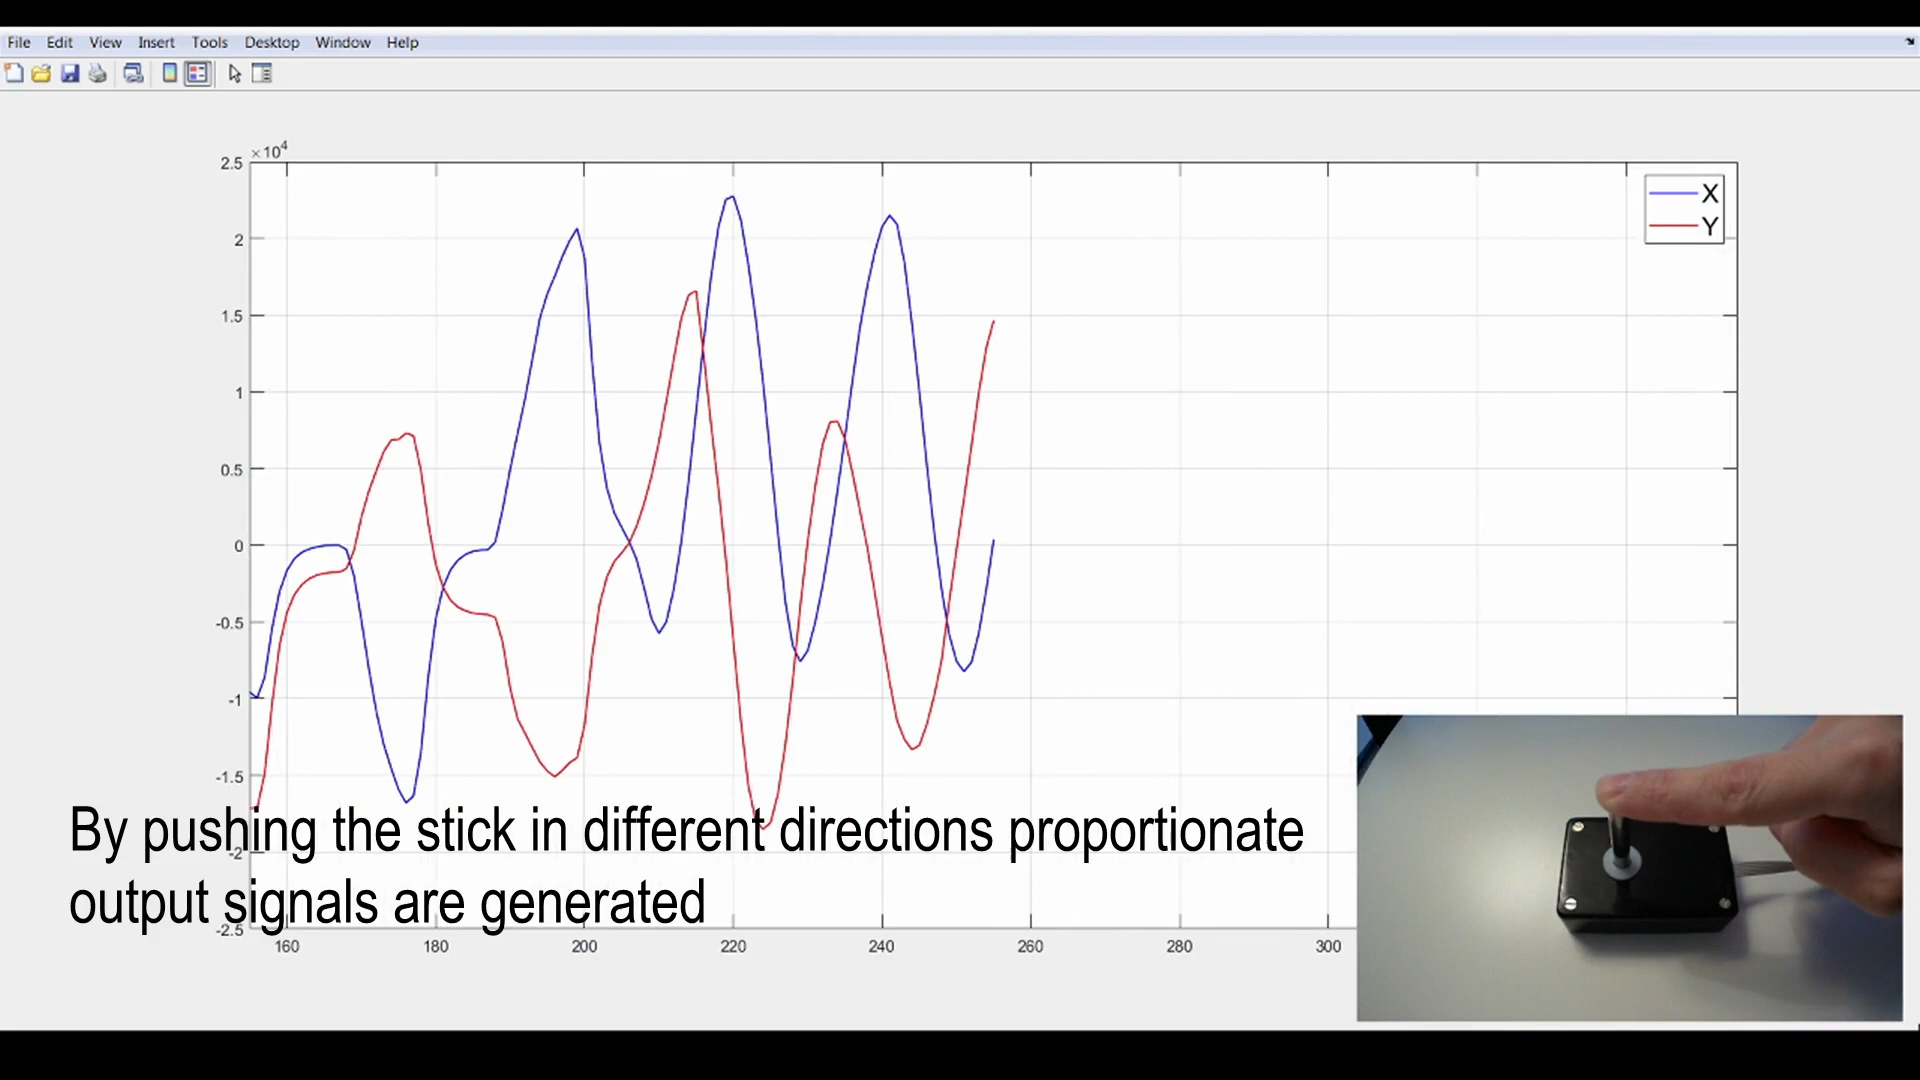 File Edit View Insert Tools Desktop Window Help
×10⁴
2.5
2
1.5
1
0.5
0
-0.5
-1
-1.5
-2
-2.5
X
Y
By pushing the stick in different directions proportionate
output signals are generated
160 180 200 220 240 260 280 300